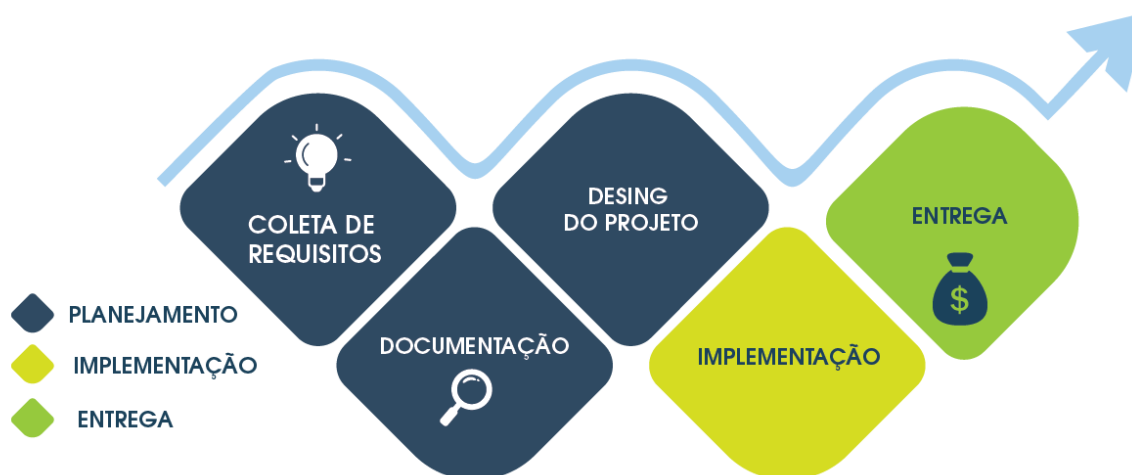 COLETA DE
REQUISITOS
DESING
DO PROJETO
ENTREGA
$
DOCUMENTAÇÃO
IMPLEMENTAÇÃO
PLANEJAMENTO
IMPLEMENTAÇÃO
ENTREGA